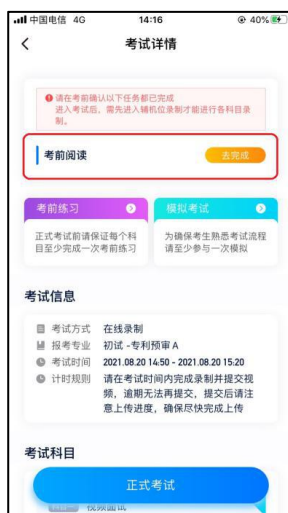 中国电信 4G 14:16 40%
考试详情
请在考前确认以下任务都已完成
进入考试后，需先进入辅机位录制才能进行各科目录
制。
考前阅读 去完成
考前练习 模拟考试
正式考试前请保证每个科
目至少完成一次考前练习
为确保考生熟悉考试流程
请至少参与一次模拟
考试信息
考试方式 在线录制
报考专业 初试 -专利预审 A
考试时间 2021.08.20 14:50 - 2021.08.20 15:20
计时规则 请在考试时间内完成录制并提交视
频，逾期无法再提交，提交后请注
意上传进度，确保尽快完成上传
考试科目
正式考试
视频面试